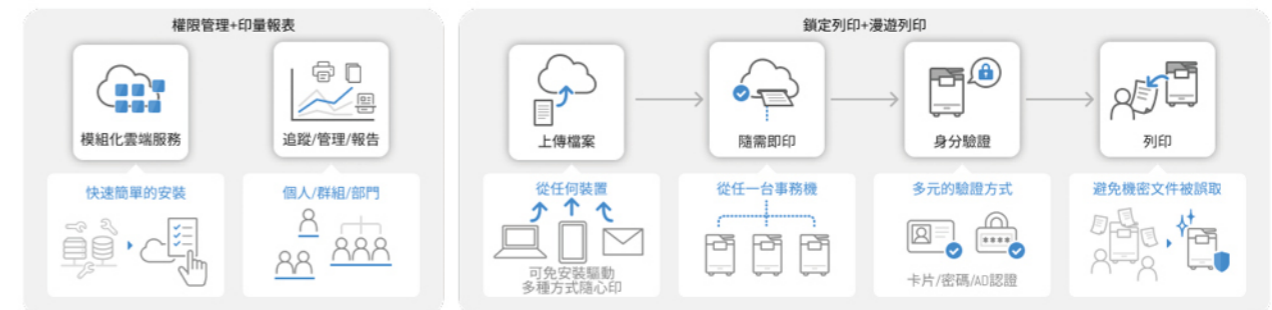 權限管理+印量報表
模組化雲端服務
追蹤/管理/報告
快速簡單的安裝
個人/群組/部門
鎖定列印+漫遊列印
上傳檔案
隨需即印
身分驗證
列印
從任何裝置
可免安裝驅動
多種方式隨心印
從任一台事務機
多元的驗證方式
卡片/密碼/AD認證
避免機密文件被誤取